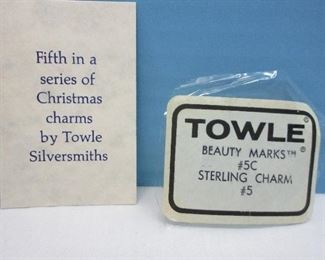 Fifth in a
series of
Christmas
charms
by Towle
Silversmiths
TOWLE®
BEAUTY MARKS™ ®
#5C
STERLING CHARM
#5